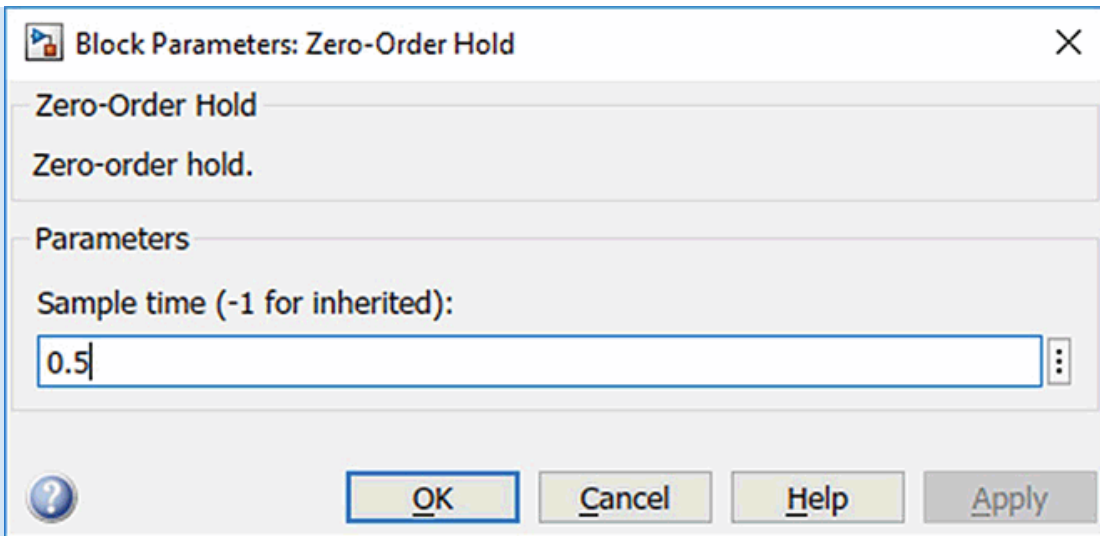 Block Parameters: Zero-Order Hold
Zero-Order Hold
Zero-order hold.
Parameters
Sample time (-1 for inherited):
0.5
OK Cancel Help Apply